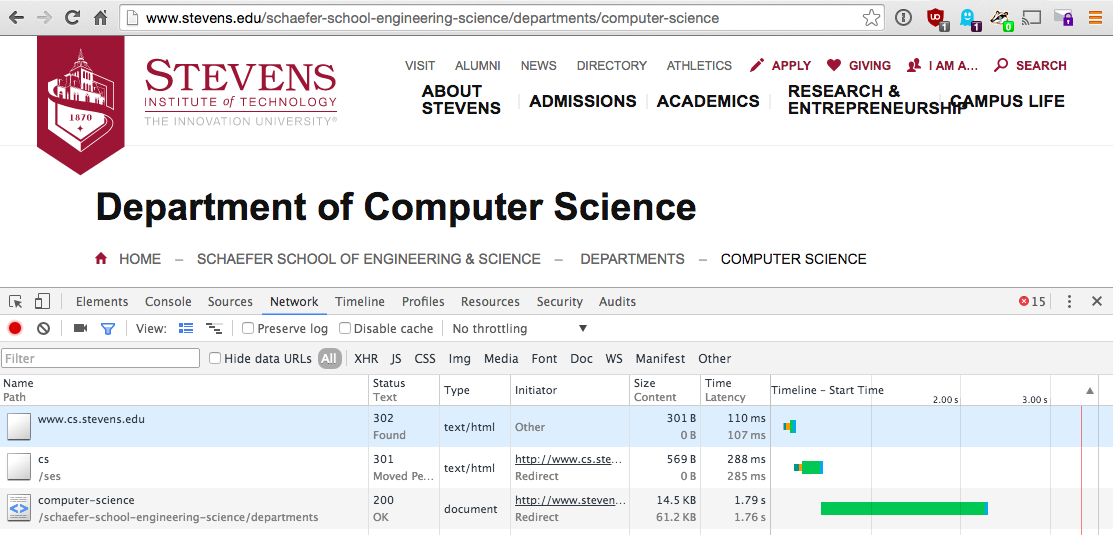 www.stevens.edu/schaefer-school-engineering-science/departments/computer-science
1
1
0
VISIT ALUMNI NEWS DIRECTORY ATHLETICS APPLY GIVING I AM A... SEARCH
STEVENS
INSTITUTE of TECHNOLOGY
THE INNOVATION UNIVERSITY®
1870
ABOUT
STEVENS
ADMISSIONS
ACADEMICS
RESEARCH &
ENTREPRENEURSHIP
CAMPUS LIFE
Department of Computer Science
HOME – SCHAEFER SCHOOL OF ENGINEERING & SCIENCE – DEPARTMENTS – COMPUTER SCIENCE
Elements Console Sources Network Timeline Profiles Resources Security Audits 15
View: Preserve log Disable cache No throttling
Filter Hide data URLs All XHR JS CSS Img Media Font Doc WS Manifest Other
Name Status Type Initiator Size Time Timeline – Start Time
Path Text Content Latency 2.00 s 3.00 s
www.cs.stevens.edu 302 text/html Other 301 B 110 ms
Found 0 B 107 ms
cs 301 text/html http://www.cs.ste... 569 B 288 ms
/ses Moved Pe... Redirect 0 B 285 ms
computer-science 200 document http://www.steven... 14.5 KB 1.79 s
/schaefer-school-engineering-science/departments OK Redirect 61.2 KB 1.76 s